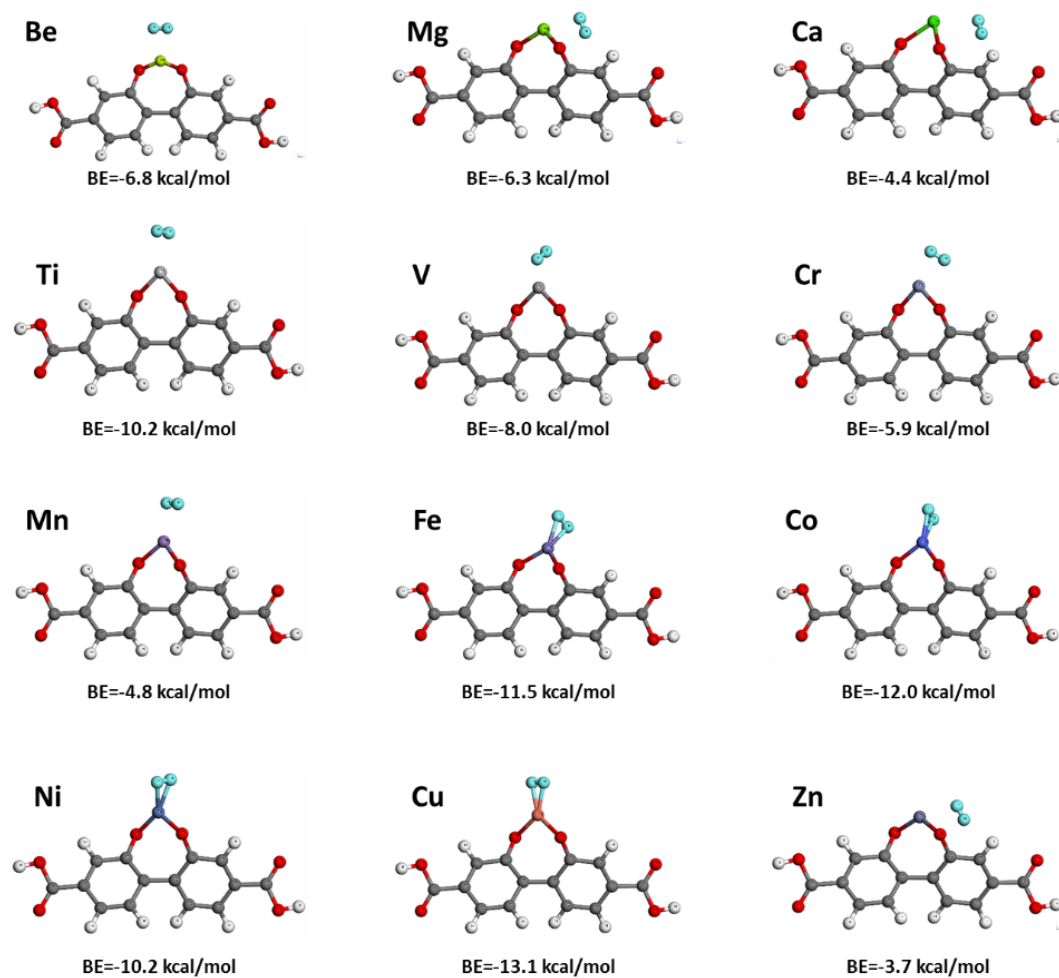 Be Mg Ca
BE=-6.8 kcal/mol BE=-6.3 kcal/mol BE=-4.4 kcal/mol
Ti V Cr
BE=-10.2 kcal/mol BE=-8.0 kcal/mol BE=-5.9 kcal/mol
Mn Fe Co
BE=-4.8 kcal/mol BE=-11.5 kcal/mol BE=-12.0 kcal/mol
Ni Cu Zn
BE=-10.2 kcal/mol BE=-13.1 kcal/mol BE=-3.7 kcal/mol